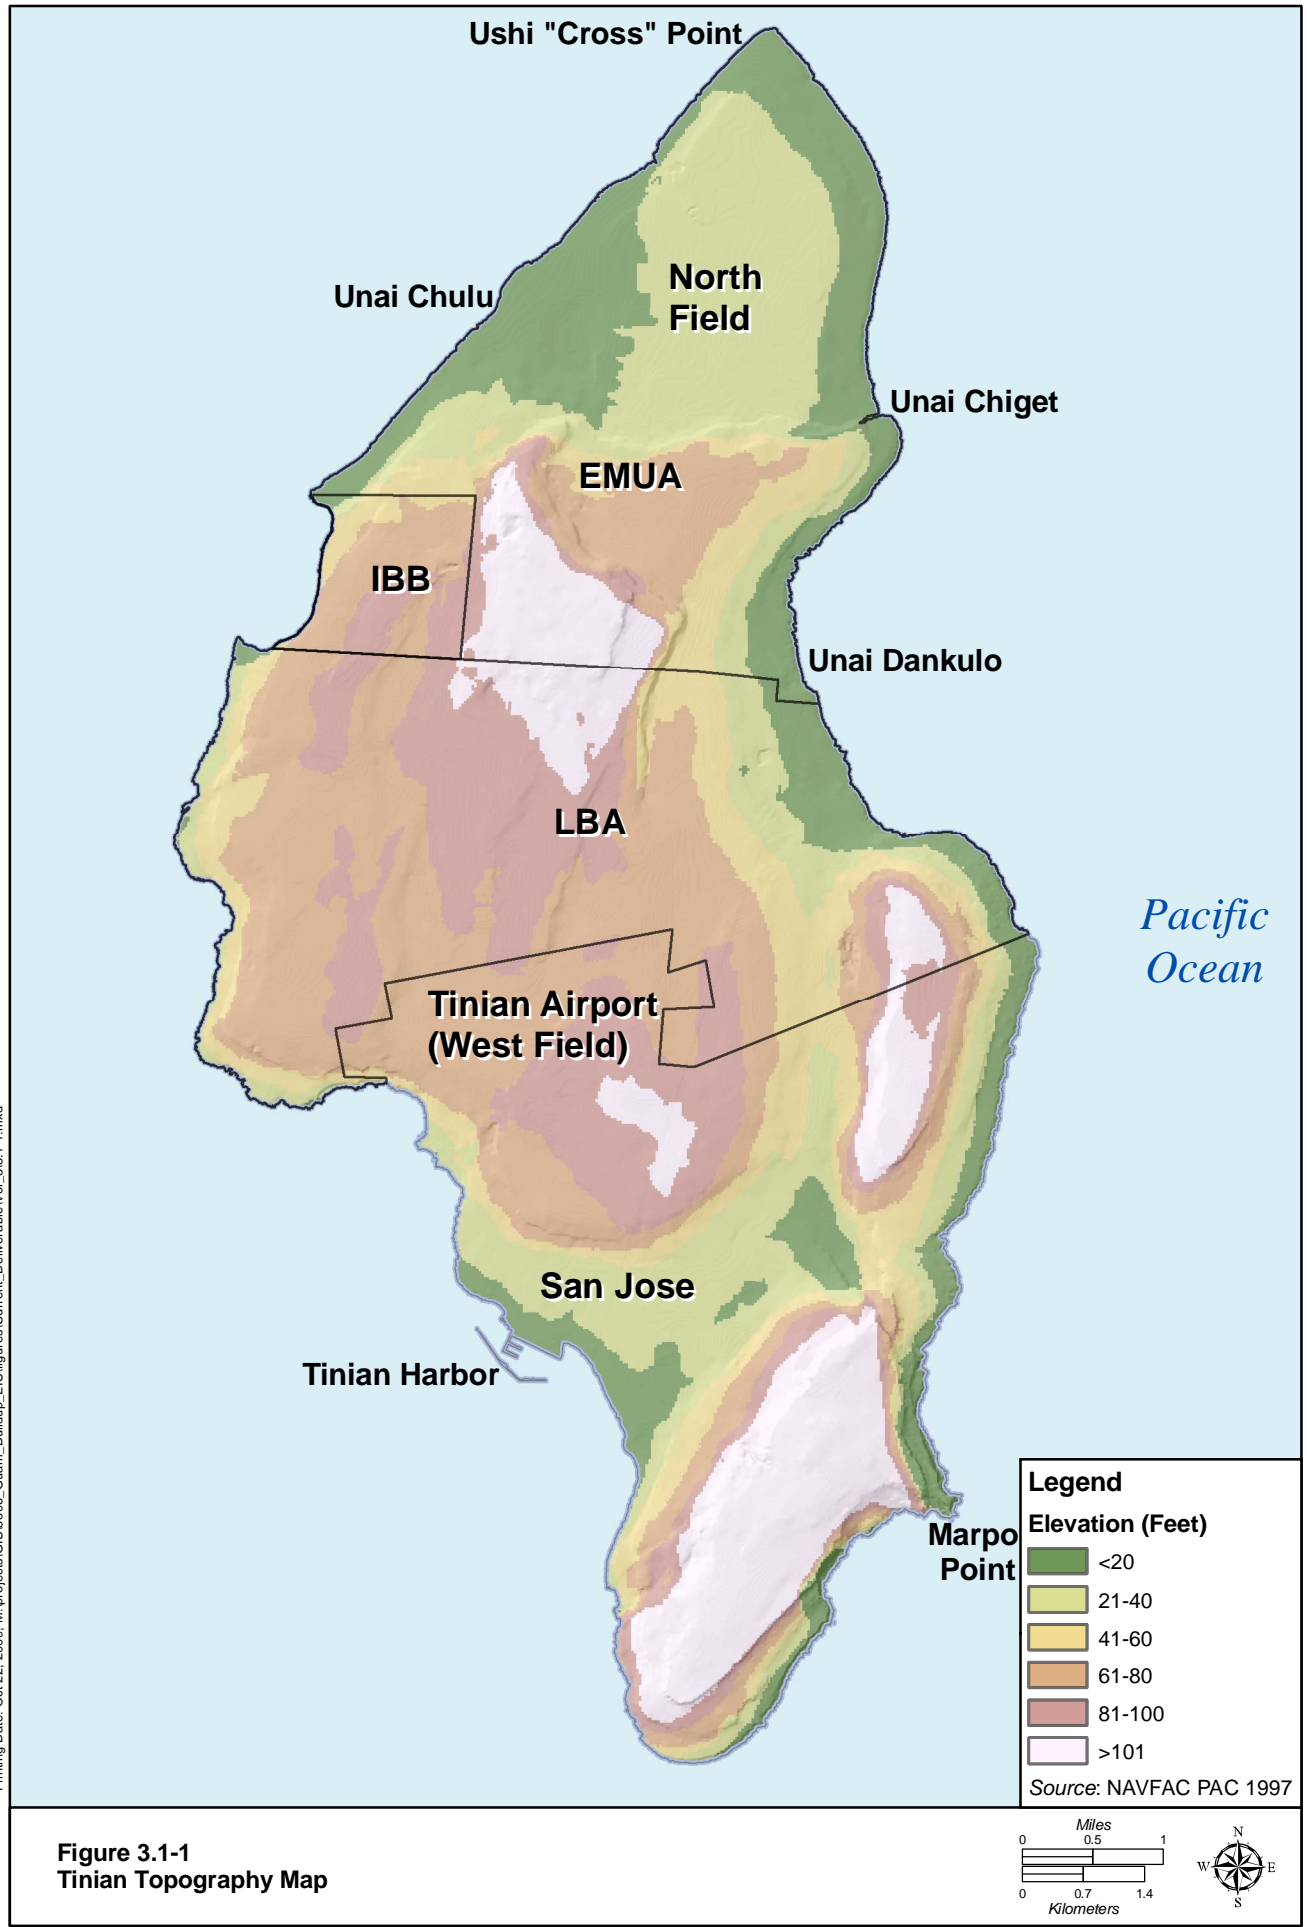 Ushi "Cross" Point
North
Field
Unai Chulu
Unai Chiget
EMUA
IBB
Unai Dankulo
LBA
Pacific
Ocean
Tinian Airport
(West Field)
San Jose
Tinian Harbor
Marpo
Point
Legend
Elevation (Feet)
<20
21-40
41-60
61-80
81-100
>101
Source: NAVFAC PAC 1997
Figure 3.1-1
Tinian Topography Map
Miles
0 0.5 1
0 0.7 1.4
Kilometers
N
W E
S